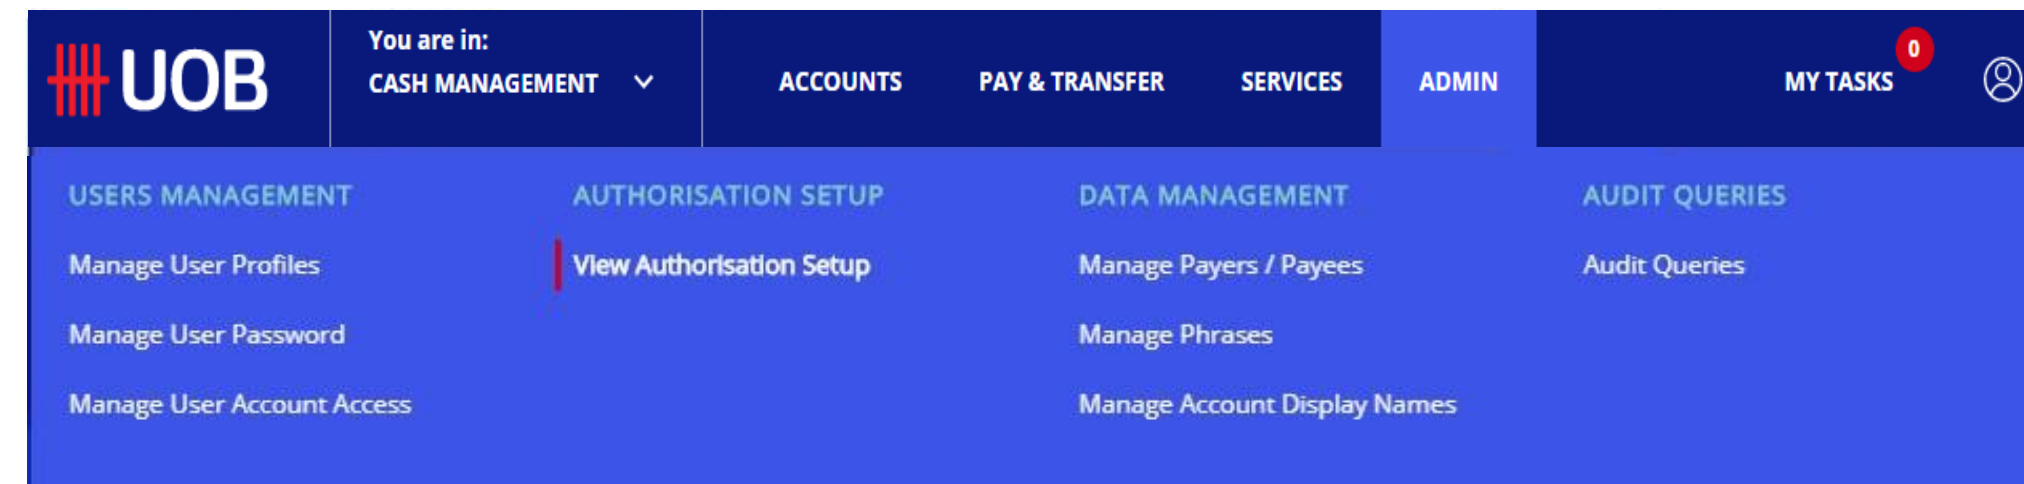 UOB
You are in:
CASH MANAGEMENT
ACCOUNTS
PAY & TRANSFER
SERVICES
ADMIN
MY TASKS
0
USERS MANAGEMENT
Manage User Profiles
Manage User Password
Manage User Account Access
AUTHORISATION SETUP
View Authorisation Setup
DATA MANAGEMENT
Manage Payers / Payees
Manage Phrases
Manage Account Display Names
AUDIT QUERIES
Audit Queries